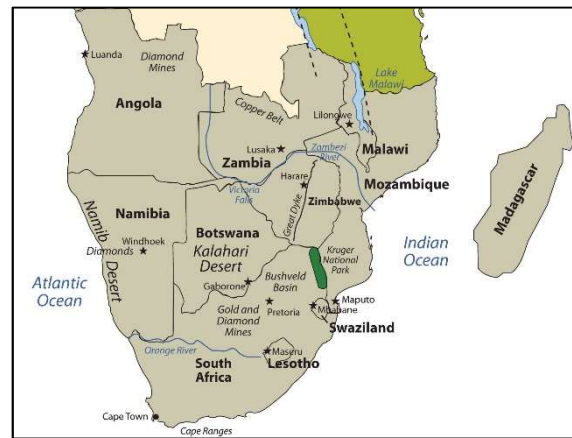 Luanda
Diamond
Mines
Angola
Copper Belt
Lake
Malawi
Lilongwe
Lusaka
Zambia
Zambezi
River
Malawi
Mozambique
Victoria
Falls
Harare
Great Dyke
Zimbabwe
Madagascar
Namibia
Namib
Desert
Windhoek
Diamonds
Botswana
Kalahari
Desert
Gaborone
Bushveld
Basin
Kruger
National
Park
Indian
Ocean
Atlantic
Ocean
Gold and
Diamond
Mines
Pretoria
Maputo
Mbabane
Swaziland
Orange River
South
Africa
Maseru
Lesotho
Cape Town
Cape Ranges